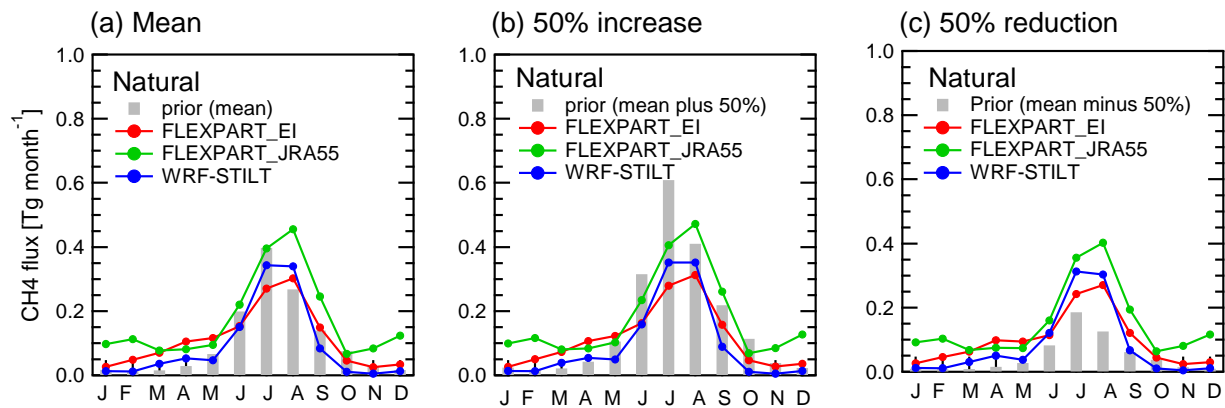 (a) Mean
(b) 50% increase
(c) 50% reduction
CH4 flux [Tg month⁻¹]
1.0
0.8
0.6
0.4
0.2
0.0
Natural
prior (mean)
FLEXPART_EI
FLEXPART_JRA55
WRF-STILT
J F M A M J J A S O N D
1.0
0.8
0.6
0.4
0.2
0.0
Natural
prior (mean plus 50%)
FLEXPART_EI
FLEXPART_JRA55
WRF-STILT
J F M A M J J A S O N D
1.0
0.8
0.6
0.4
0.2
0.0
Natural
Prior (mean minus 50%)
FLEXPART_EI
FLEXPART_JRA55
WRF-STILT
J F M A M J J A S O N D